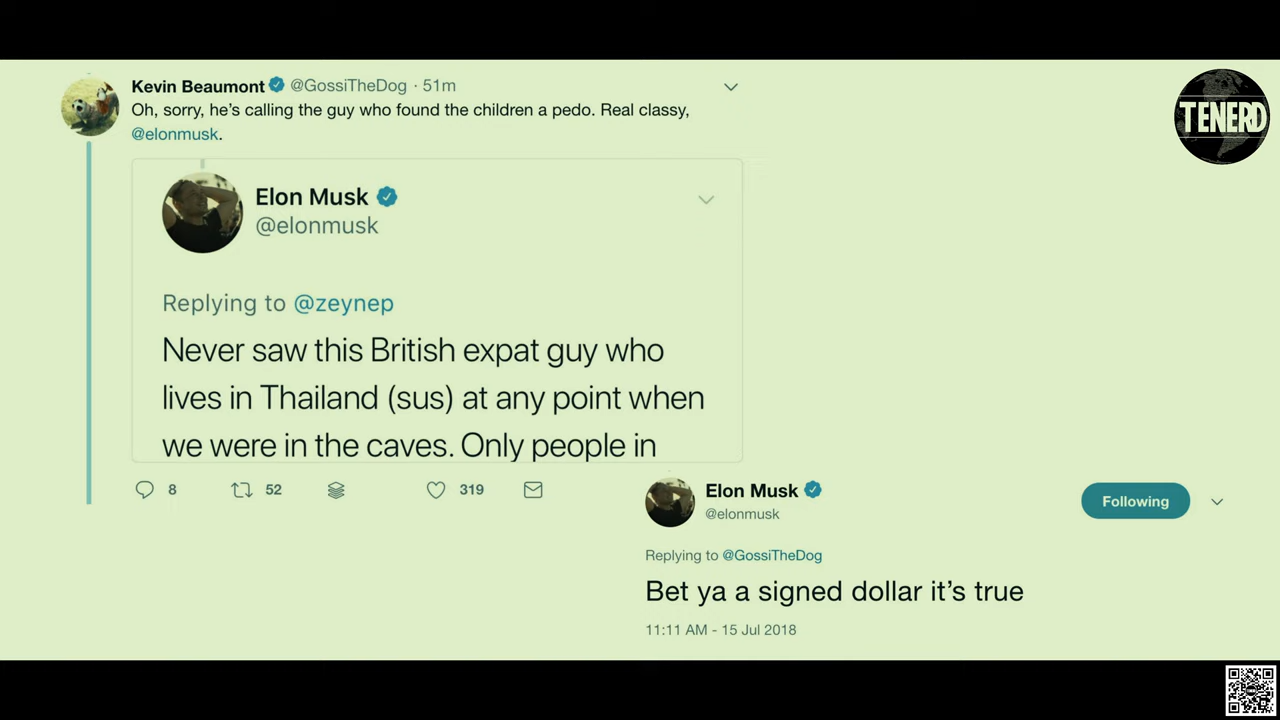 Kevin Beaumont @GossiTheDog · 51m
Oh, sorry, he's calling the guy who found the children a pedo. Real classy,
@elonmusk.
Elon Musk
@elonmusk
Replying to @zeynep
Never saw this British expat guy who
lives in Thailand (sus) at any point when
we were in the caves. Only people in
8 52 319
Elon Musk
@elonmusk
Following
Replying to @GossiTheDog
Bet ya a signed dollar it's true
11:11 AM - 15 Jul 2018
TENERD